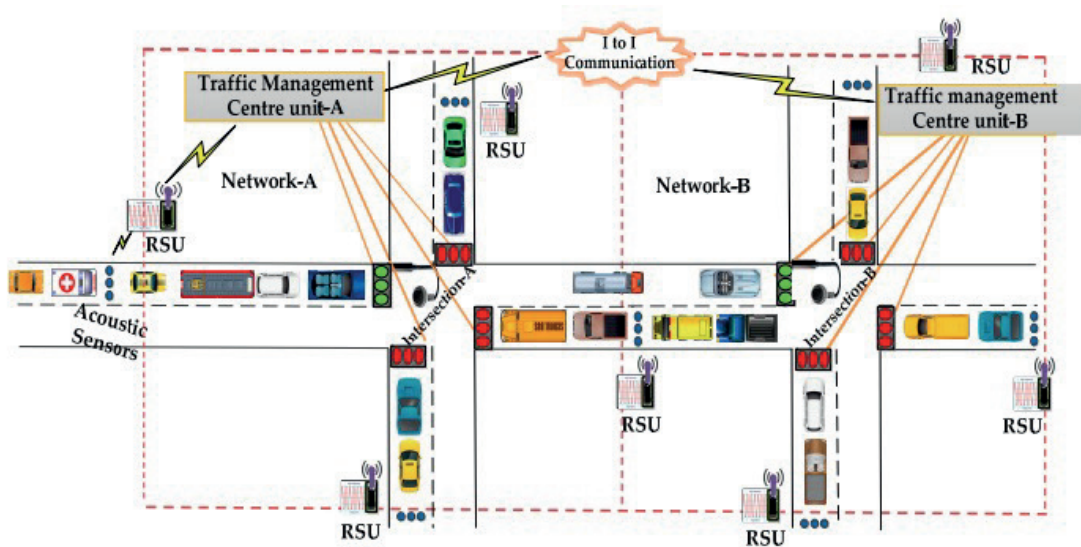 I to I
Communication
RSU
Traffic Management
Centre unit-A
Traffic management
Centre unit-B
RSU
Network-A
Network-B
RSU
Acoustic
Sensors
Intersection-A
Intersection-B
RSU
RSU
RSU
RSU